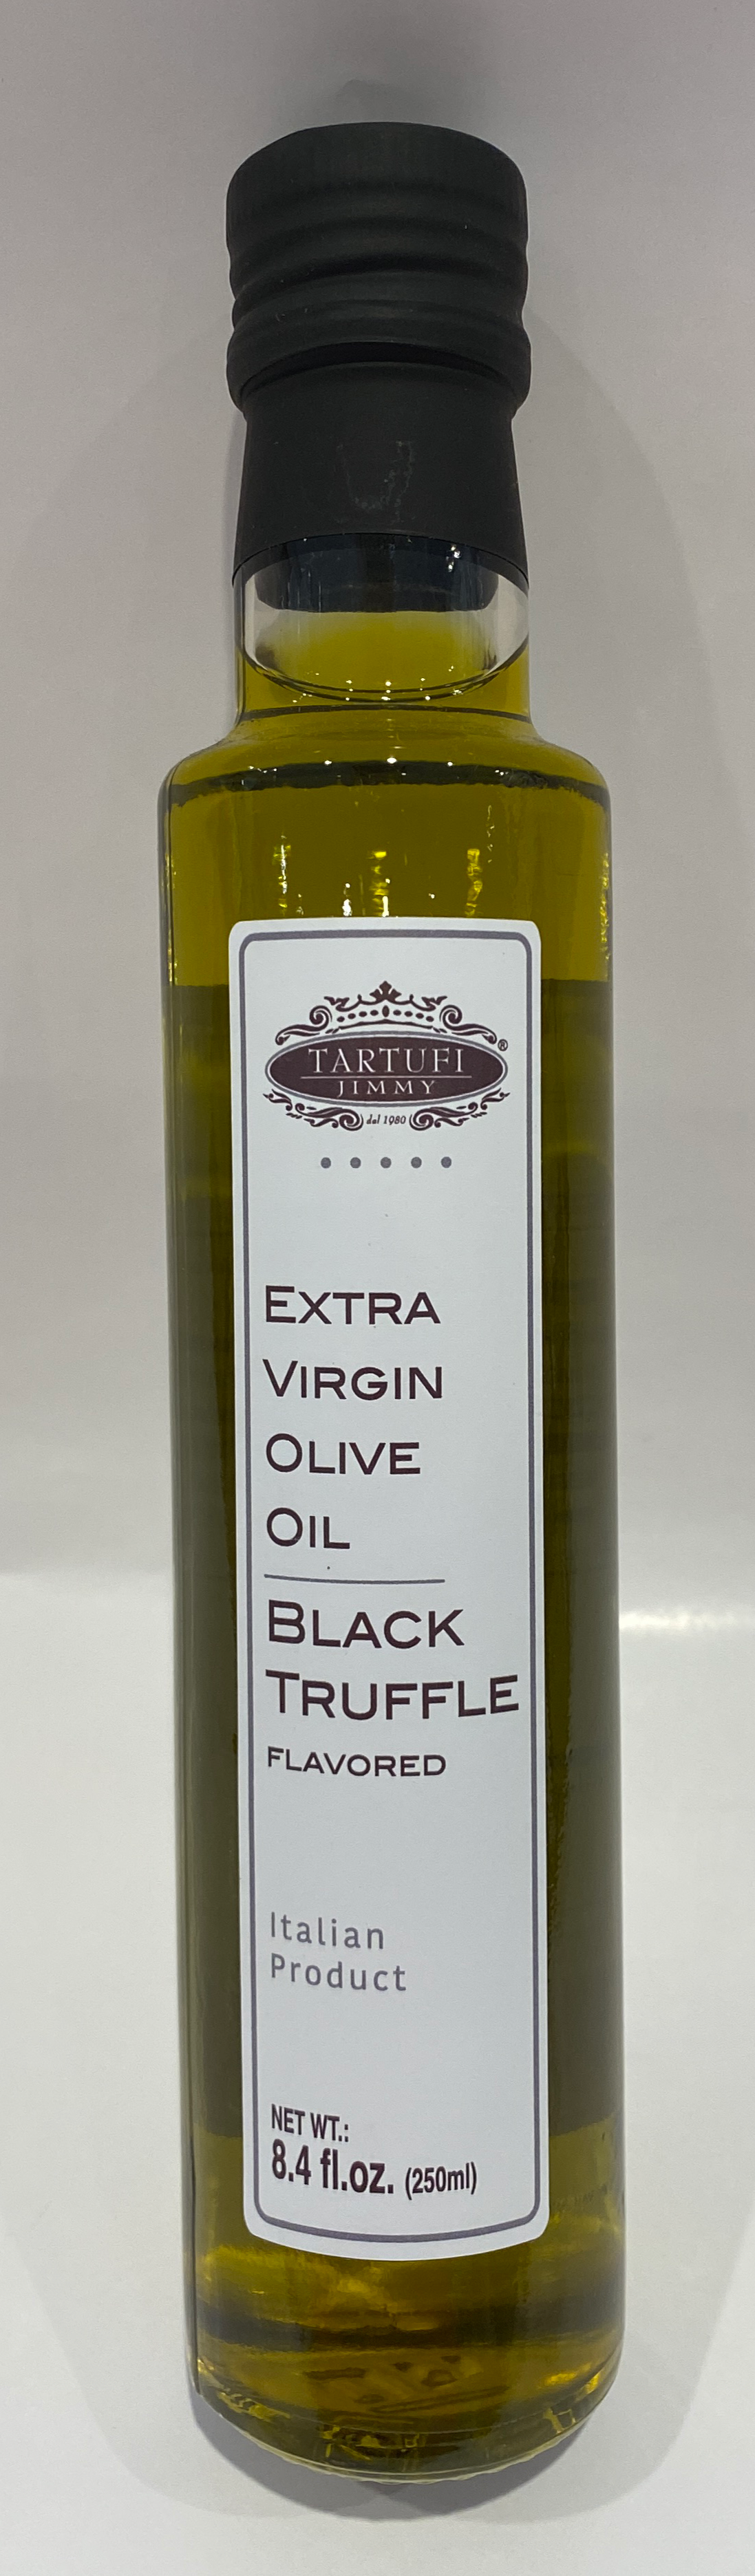 TARTUFI ®
JIMMY
dal 1980
EXTRA
VIRGIN
OLIVE
OIL
BLACK
TRUFFLE
FLAVORED
Italian
Product
NET WT.:
8.4 fl.oz. (250ml)